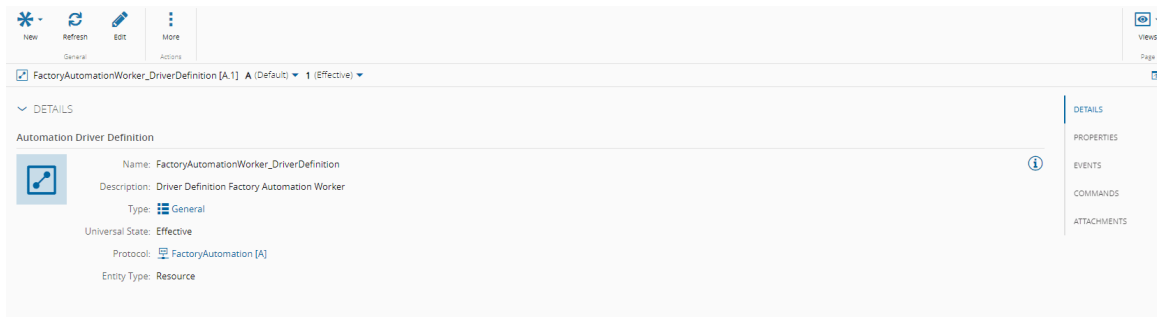 New Refresh Edit More Views
General Actions Page
FactoryAutomationWorker_DriverDefinition [A.1] A (Default) 1 (Effective)
DETAILS
DETAILS
Automation Driver Definition
PROPERTIES
Name: FactoryAutomationWorker_DriverDefinition
EVENTS
Description: Driver Definition Factory Automation Worker
COMMANDS
Type: General
ATTACHMENTS
Universal State: Effective
Protocol: FactoryAutomation [A]
Entity Type: Resource